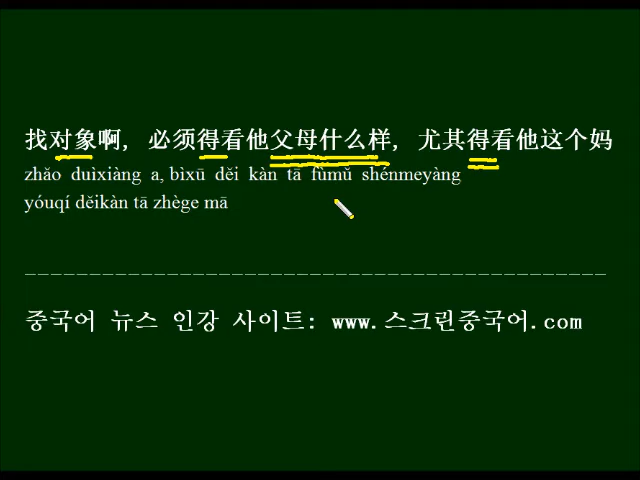 找对象啊, 必须得看他父母什么样, 尤其得看他这个妈
zhǎo duìxiàng a, bìxū děi kàn tā fùmǔ shénmeyàng
yóuqí děikàn tā zhège mā
중국어 뉴스 인강 사이트: www.스크린중국어.com